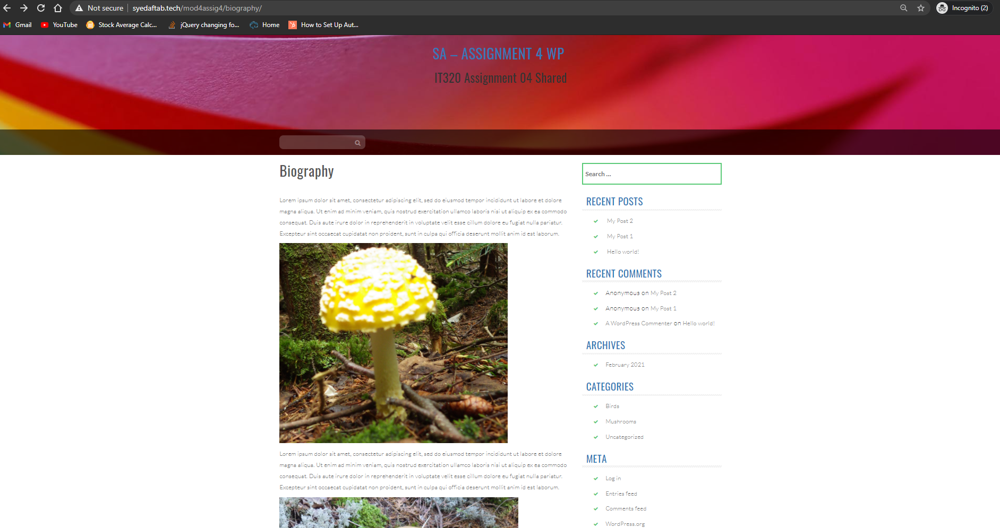 Not secure | syedaftab.tech/mod4assig4/biography/
Incognito (2)
Gmail
YouTube
Stock Average Calc...
jQuery changing fo...
Home
How to Set Up Aut...
SA – ASSIGNMENT 4 WP
IT320 Assignment 04 Shared
Biography
Lorem ipsum dolor sit amet, consectetur adipiscing elit, sed do eiusmod tempor incididunt ut labore et dolore
magna aliqua. Ut enim ad minim veniam, quis nostrud exercitation ullamco laboris nisi ut aliquip ex ea commodo
consequat. Duis aute irure dolor in reprehenderit in voluptate velit esse cillum dolore eu fugiat nulla pariatur.
Excepteur sint occaecat cupidatat non proident, sunt in culpa qui officia deserunt mollit anim id est laborum.
Lorem ipsum dolor sit amet, consectetur adipiscing elit, sed do eiusmod tempor incididunt ut labore et dolore
magna aliqua. Ut enim ad minim veniam, quis nostrud exercitation ullamco laboris nisi ut aliquip ex ea commodo
consequat. Duis aute irure dolor in reprehenderit in voluptate velit esse cillum dolore eu fugiat nulla pariatur.
Excepteur sint occaecat cupidatat non proident, sunt in culpa qui officia deserunt mollit anim id est laborum.
Search ...
RECENT POSTS
My Post 2
My Post 1
Hello world!
RECENT COMMENTS
Anonymous on My Post 2
Anonymous on My Post 1
A WordPress Commenter on Hello world!
ARCHIVES
February 2021
CATEGORIES
Birds
Mushrooms
Uncategorized
META
Log in
Entries feed
Comments feed
WordPress.org